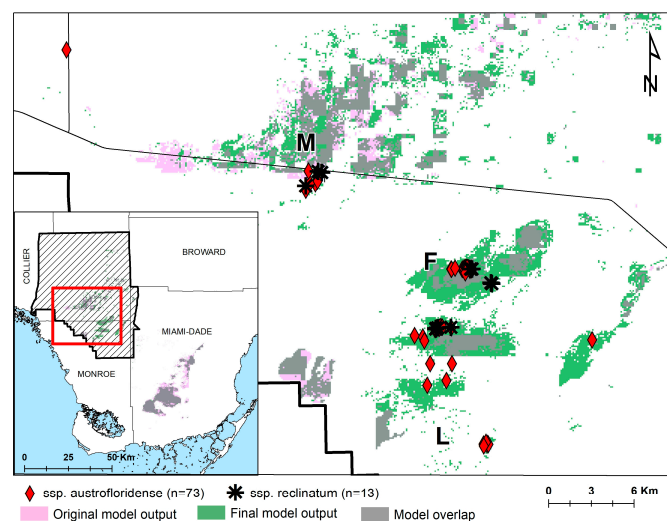 N
M
F
L
COLLIER
BROWARD
MIAMI-DADE
MONROE
0 25 50 Km
ssp. austrofloridense (n=73) ssp. reclinatum (n=13)
0 3 6 Km
Original model output Final model output Model overlap